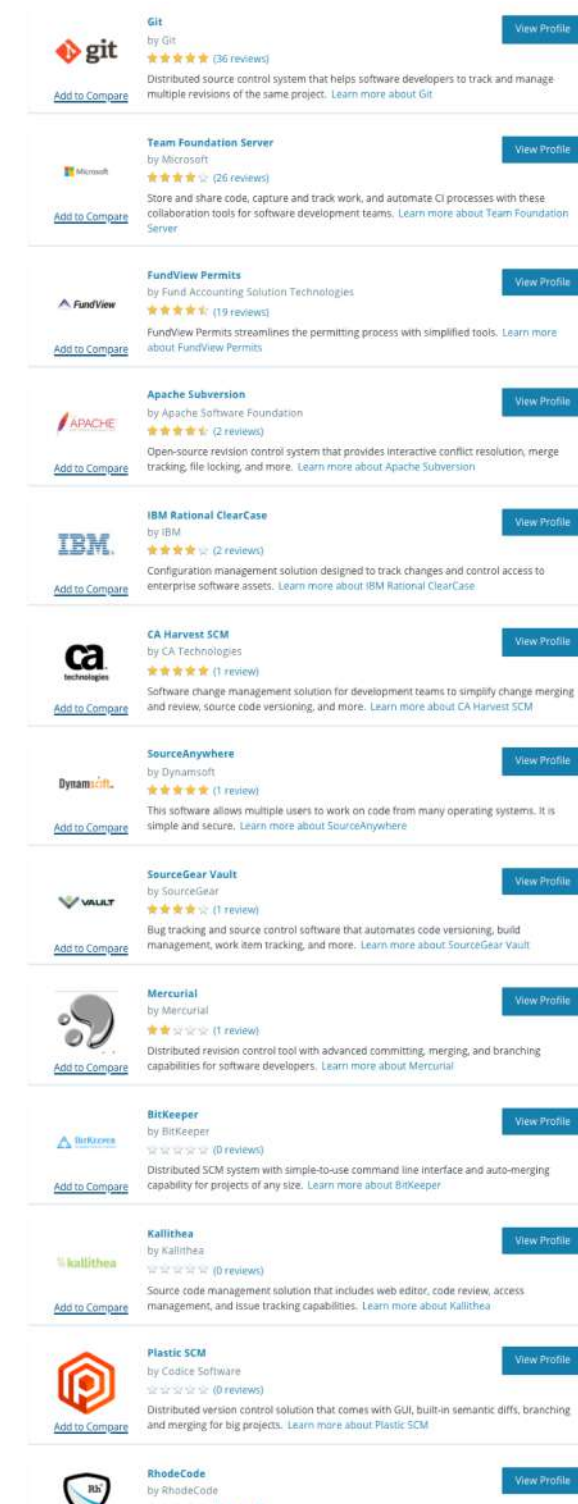 Git
View Profile
by Git
git
(36 reviews)
Distributed source control system that helps software developers to track and manage
Add to Compare
multiple revisions of the same project. Learn more about Git
Team Foundation Server
View Profile
by Microsoft
Microsoft
(26 reviews)
Store and share code, capture and track work, and automate CI processes with these
Add to Compare
collaboration tools for software development teams. Learn more about Team Foundation
Server
FundView Permits
View Profile
by Fund Accounting Solution Technologies
FundView
(19 reviews)
FundView Permits streamlines the permitting process with simplified tools. Learn more
Add to Compare
about FundView Permits
Apache Subversion
View Profile
by Apache Software Foundation
APACHE
(2 reviews)
Open-source revision control system that provides interactive conflict resolution, merge
Add to Compare
tracking, file locking, and more. Learn more about Apache Subversion
IBM Rational ClearCase
View Profile
by IBM
IBM.
(2 reviews)
Configuration management solution designed to track changes and control access to
Add to Compare
enterprise software assets. Learn more about IBM Rational ClearCase
CA Harvest SCM
View Profile
by CA Technologies
ca
technologies
(1 review)
Software change management solution for development teams to simplify change merging
Add to Compare
and review, source code versioning, and more. Learn more about CA Harvest SCM
SourceAnywhere
View Profile
by Dynamsoft
Dynamsoft
(1 review)
This software allows multiple users to work on code from many operating systems. It is
Add to Compare
simple and secure. Learn more about SourceAnywhere
SourceGear Vault
View Profile
by SourceGear
VAULT
(1 review)
Bug tracking and source control software that automates code versioning, build
Add to Compare
management, work item tracking, and more. Learn more about SourceGear Vault
Mercurial
View Profile
by Mercurial
(1 review)
Distributed revision control tool with advanced committing, merging, and branching
Add to Compare
capabilities for software developers. Learn more about Mercurial
BitKeeper
View Profile
by BitKeeper
BitKeeper
(0 reviews)
Distributed SCM system with simple-to-use command line interface and auto-merging
Add to Compare
capability for projects of any size. Learn more about BitKeeper
Kallithea
View Profile
by Kallithea
kallithea
(0 reviews)
Source code management solution that includes web editor, code review, access
Add to Compare
management, and issue tracking capabilities. Learn more about Kallithea
Plastic SCM
View Profile
by Codice Software
(0 reviews)
Distributed version control solution that comes with GUI, built-in semantic diffs, branching
Add to Compare
and merging for big projects. Learn more about Plastic SCM
RhodeCode
View Profile
Rh
by RhodeCode